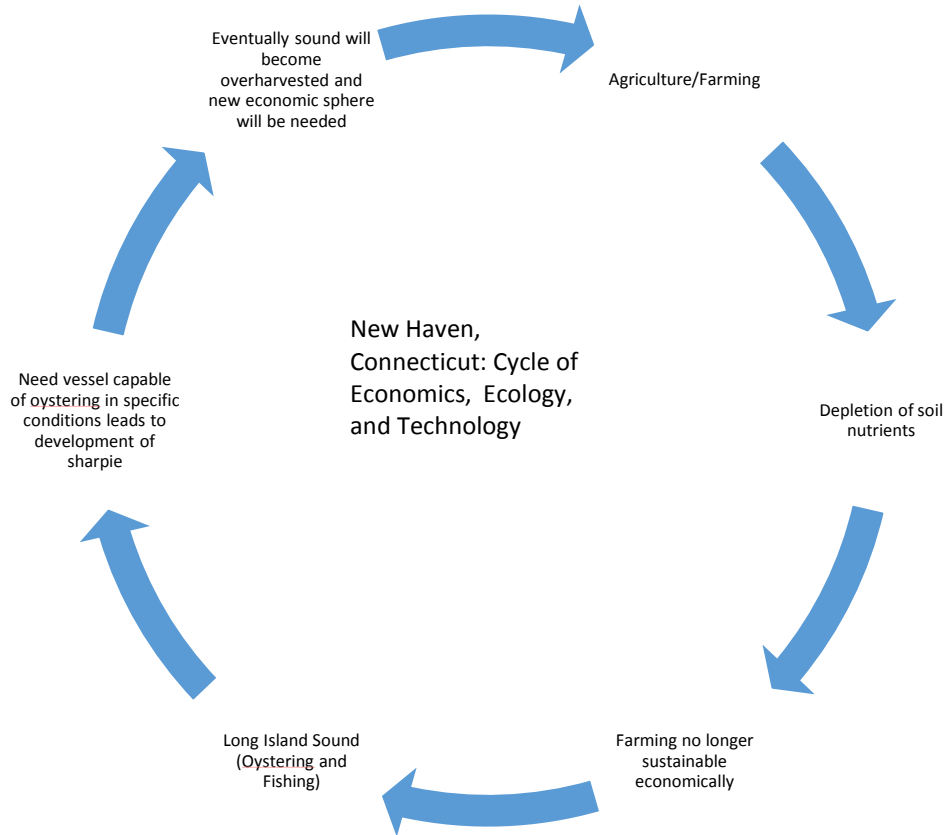 Eventually sound will
become
overharvested and
new economic sphere
will be needed
Agriculture/Farming
Depletion of soil
nutrients
Farming no longer
sustainable
economically
Long Island Sound
(Oystering and
Fishing)
Need vessel capable
of oystering in specific
conditions leads to
development of
sharpie
New Haven,
Connecticut: Cycle of
Economics, Ecology,
and Technology